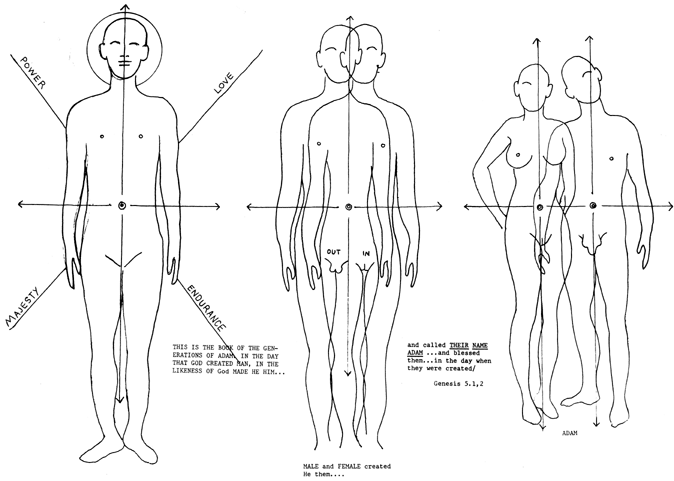 POWER
LOVE
MAJESTY
ENDURANCE
THIS IS THE BOOK OF THE GEN-
ERATIONS OF ADAM. IN THE DAY
THAT GOD CREATED MAN, IN THE
LIKENESS OF God MADE HE HIM...
OUT
IN
MALE and FEMALE created
He them....
and called THEIR NAME
ADAM ...and blessed
them...in the day when
they were created/
Genesis 5.1,2
ADAM